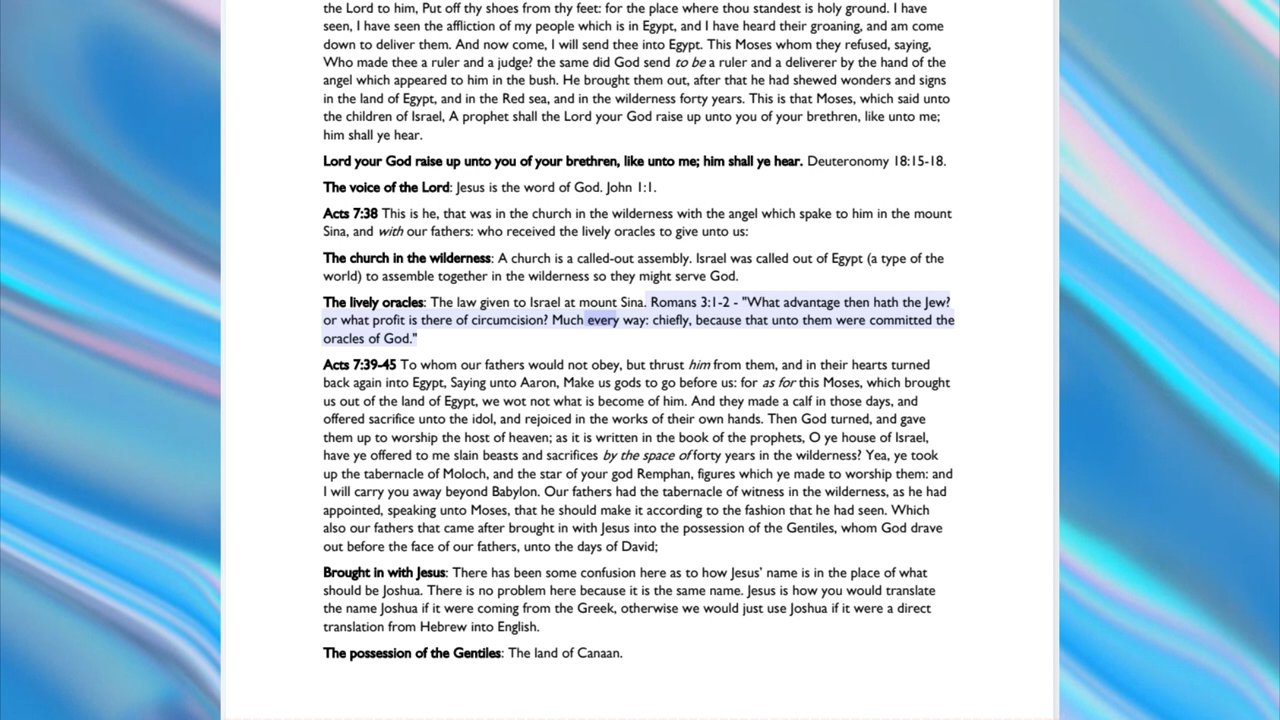 the Lord to him, Put off thy shoes from thy feet: for the place where thou standest is holy ground. I have
seen, I have seen the affliction of my people which is in Egypt, and I have heard their groaning, and am come
down to deliver them. And now come, I will send thee into Egypt. This Moses whom they refused, saying,
Who made thee a ruler and a judge? the same did God send to be a ruler and a deliverer by the hand of the
angel which appeared to him in the bush. He brought them out, after that he had shewed wonders and signs
in the land of Egypt, and in the Red sea, and in the wilderness forty years. This is that Moses, which said unto
the children of Israel, A prophet shall the Lord your God raise up unto you of your brethren, like unto me;
him shall ye hear.
Lord your God raise up unto you of your brethren, like unto me; him shall ye hear. Deuteronomy 18:15-18.
The voice of the Lord: Jesus is the word of God. John 1:1.
Acts 7:38 This is he, that was in the church in the wilderness with the angel which spake to him in the mount
Sina, and with our fathers: who received the lively oracles to give unto us:
The church in the wilderness: A church is a called-out assembly. Israel was called out of Egypt (a type of the
world) to assemble together in the wilderness so they might serve God.
The lively oracles: The law given to Israel at mount Sina. Romans 3:1-2 - "What advantage then hath the Jew?
or what profit is there of circumcision? Much every way: chiefly, because that unto them were committed the
oracles of God."
Acts 7:39-45 To whom our fathers would not obey, but thrust him from them, and in their hearts turned
back again into Egypt, Saying unto Aaron, Make us gods to go before us: for as for this Moses, which brought
us out of the land of Egypt, we wot not what is become of him. And they made a calf in those days, and
offered sacrifice unto the idol, and rejoiced in the works of their own hands. Then God turned, and gave
them up to worship the host of heaven; as it is written in the book of the prophets, O ye house of Israel,
have ye offered to me slain beasts and sacrifices by the space of forty years in the wilderness? Yea, ye took
up the tabernacle of Moloch, and the star of your god Remphan, figures which ye made to worship them: and
I will carry you away beyond Babylon. Our fathers had the tabernacle of witness in the wilderness, as he had
appointed, speaking unto Moses, that he should make it according to the fashion that he had seen. Which
also our fathers that came after brought in with Jesus into the possession of the Gentiles, whom God drave
out before the face of our fathers, unto the days of David;
Brought in with Jesus: There has been some confusion here as to how Jesus’ name is in the place of what
should be Joshua. There is no problem here because it is the same name. Jesus is how you would translate
the name Joshua if it were coming from the Greek, otherwise we would just use Joshua if it were a direct
translation from Hebrew into English.
The possession of the Gentiles: The land of Canaan.